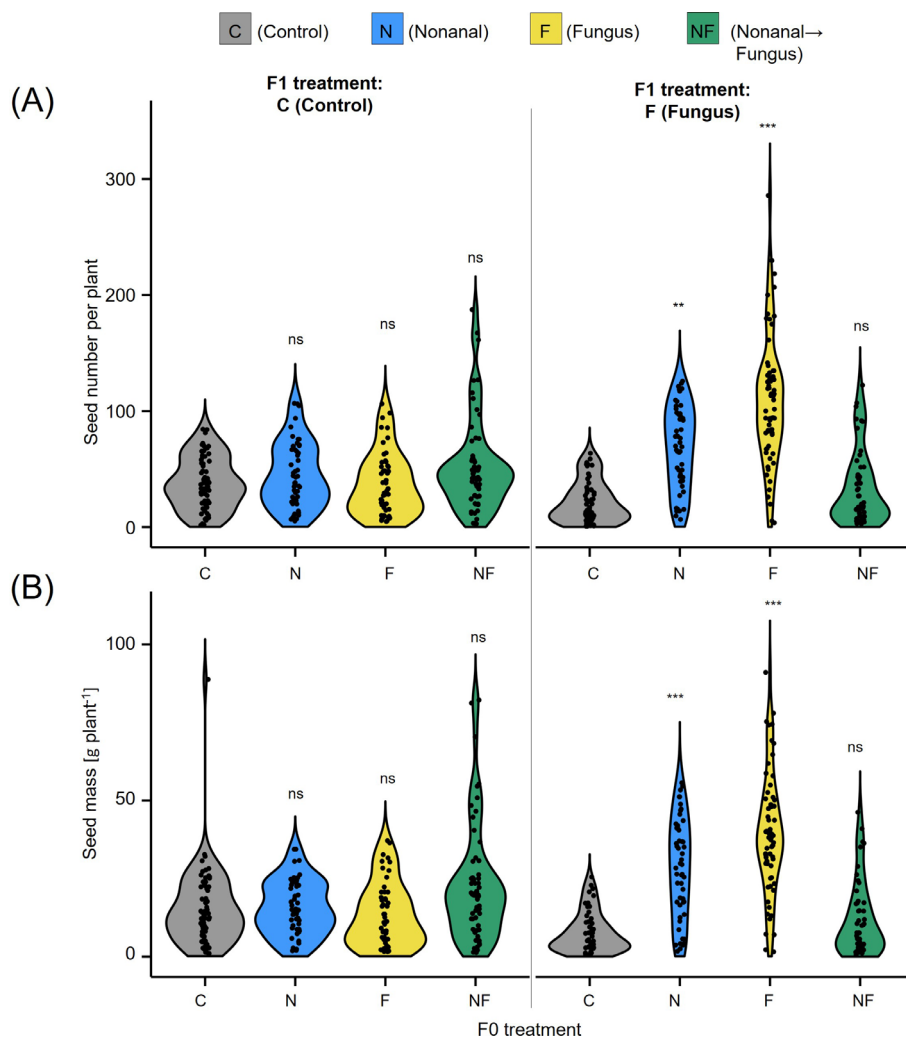 C (Control) N (Nonanal) F (Fungus) NF (Nonanal→
Fungus)
F1 treatment:
C (Control)
F1 treatment:
F (Fungus)
(A)
Seed number per plant
300
200
100
0
ns
ns
ns
**
***
ns
C N F NF C N F NF
(B)
Seed mass [g plant⁻¹]
100
50
0
ns
ns
ns
***
***
ns
C N F NF C N F NF
F0 treatment